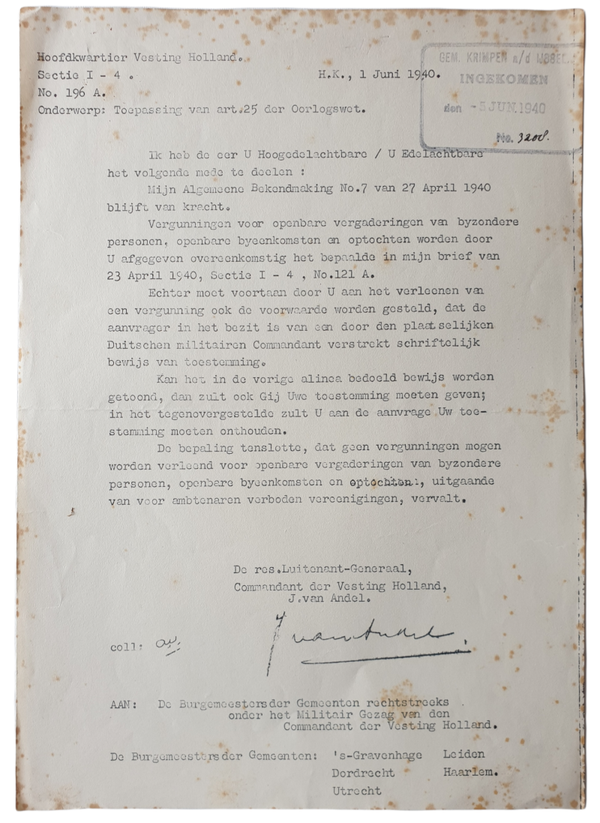 Hoofdkwartier Vesting Holland.
Sectie I - 4 .
H.K., 1 Juni 1940.
No. 196 A.
Onderwerp: Toepassing van art.25 der Oorlogswet.
GEM. KRIMPEN a/d IJSSEL
INGEKOMEN
den -5 JUN. 1940
No. 3208.
Ik heb de eer U Hoogedelachtbare / U Edelachtbare
het volgende mede te deelen :
Mijn Algemeene Bekendmaking No.7 van 27 April 1940
blijft van kracht.
Vergunningen voor openbare vergaderingen van byzondere
personen, openbare byeenkomsten en optochten worden door
U afgegeven overeenkomstig het bepaalde in mijn brief van
23 April 1940, Sectie I - 4 , No.121 A.
Echter moet voortaan door U aan het verleenen van
een vergunning ook de voorwaarde worden gesteld, dat de
aanvrager in het bezit is van een door den plaatselijken
Duitschen militairen Commandant verstrekt schriftelijk
bewijs van toestemming.
Kan het in de vorige alinea bedoeld bewijs worden
getoond, dan zult ook Gij Uwe toestemming moeten geven;
in het tegenovergestelde zult U aan de aanvrage Uw toe-
stemming moeten onthouden.
De bepaling tenslotte, dat geen vergunningen mogen
worden verleend voor openbare vergaderingen van byzondere
personen, openbare byeenkomsten en optochten, uitgaande
van voor ambtenaren verboden vereenigingen, vervalt.
De res.Luitenant-Generaal,
Commandant der Vesting Holland,
J.van Andel.
J van Andel.
coll:
AAN: De Burgemeesters der Gemeenten rechtstreeks
onder het Militair Gezag van den
Commandant der Vesting Holland.
De Burgemeesters der Gemeenten: 's-Gravenhage Leiden
Dordrecht Haarlem.
Utrecht